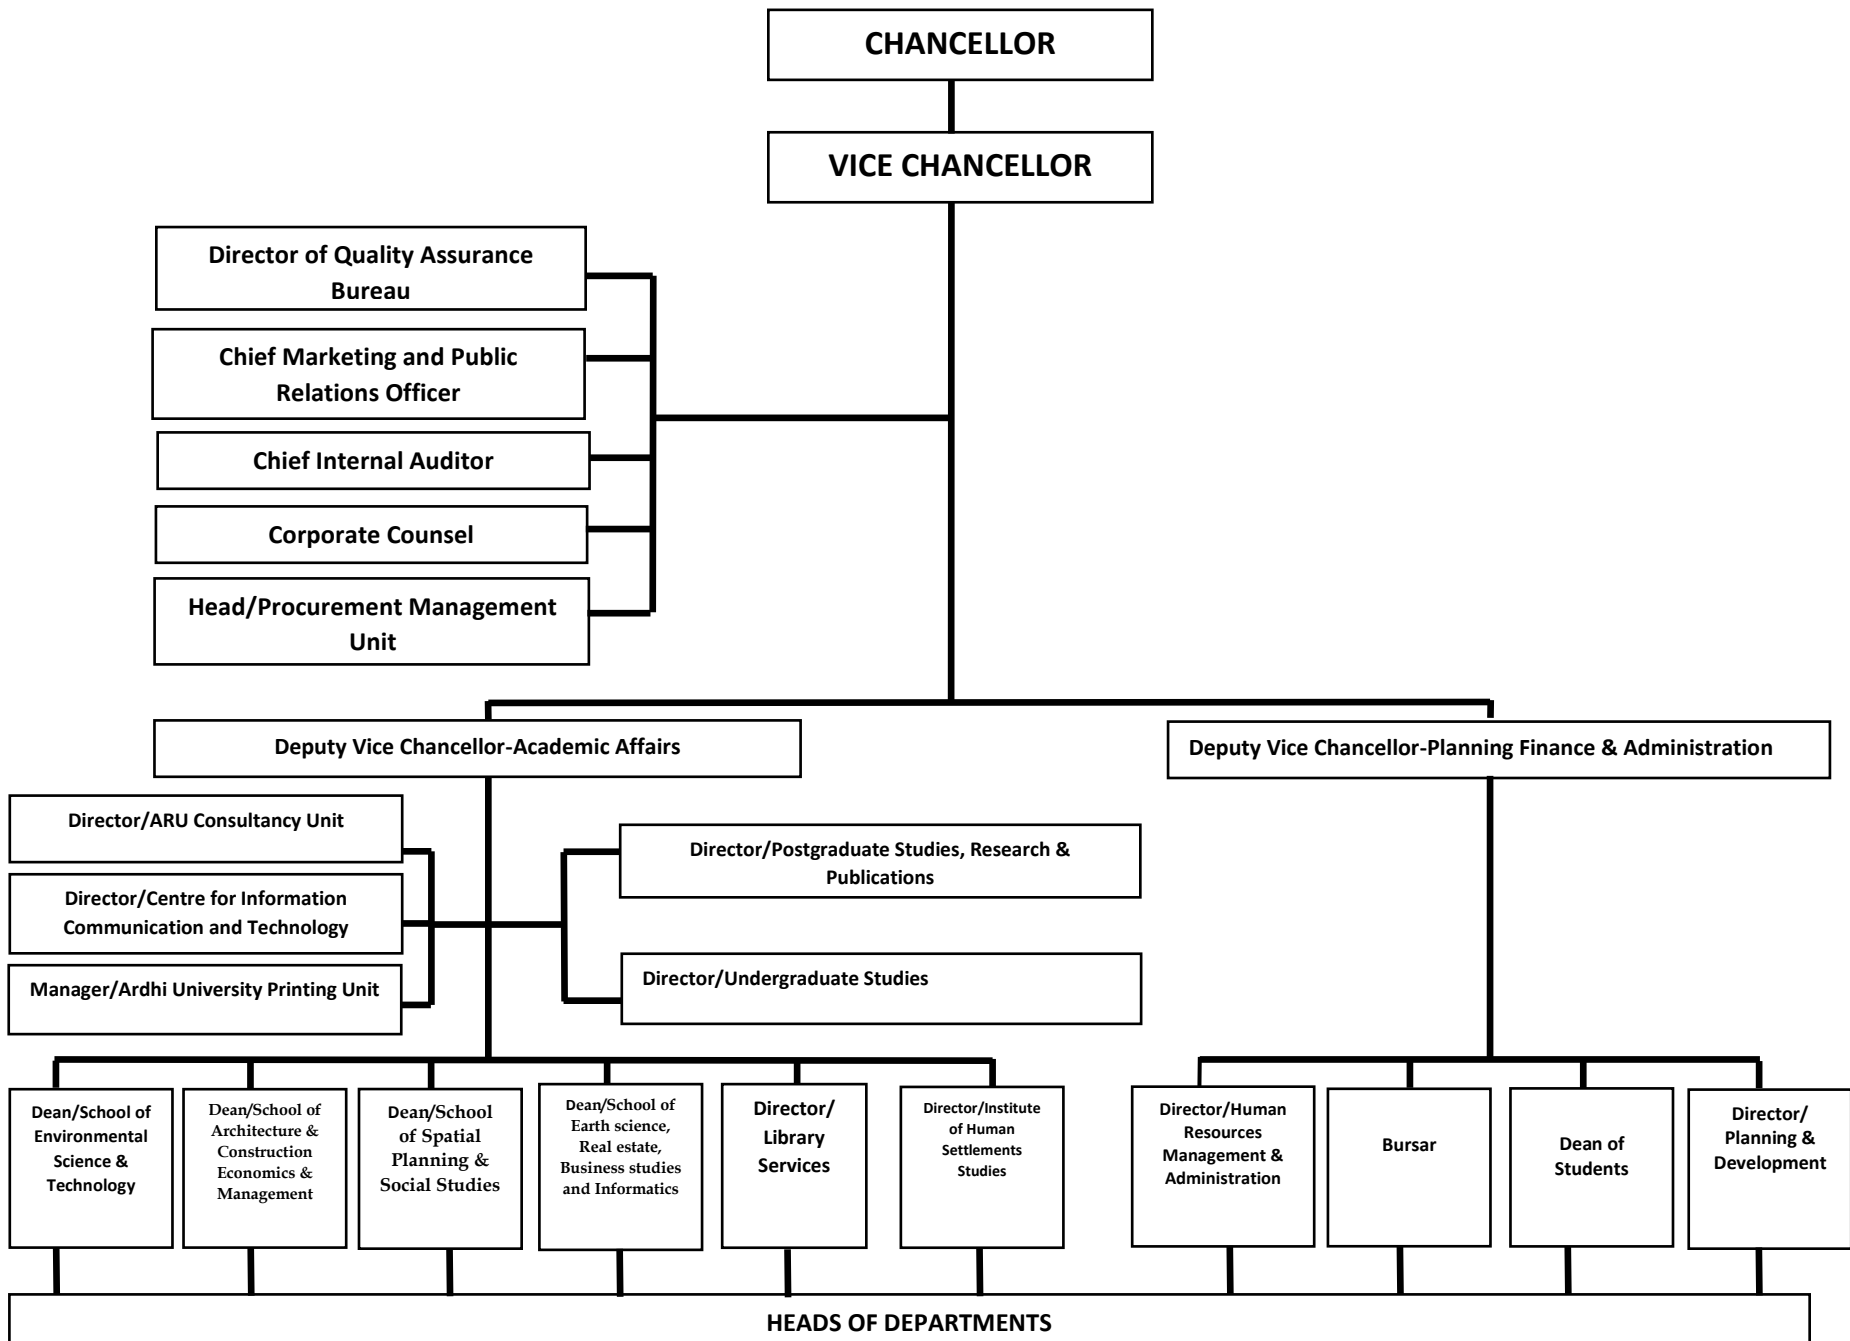 CHANCELLOR
VICE CHANCELLOR
Director of Quality Assurance
Bureau
Chief Marketing and Public
Relations Officer
Chief Internal Auditor
Corporate Counsel
Head/Procurement Management
Unit
Deputy Vice Chancellor-Academic Affairs
Deputy Vice Chancellor-Planning Finance & Administration
Director/ARU Consultancy Unit
Director/Centre for Information
Communication and Technology
Manager/Ardhi University Printing Unit
Director/Postgraduate Studies, Research &
Publications
Director/Undergraduate Studies
Dean/School of
Environmental
Science &
Technology
Dean/School of
Architecture &
Construction
Economics &
Management
Dean/School
of Spatial
Planning &
Social Studies
Dean/School of
Earth science,
Real estate,
Business studies
and Informatics
Director/
Library
Services
Director/Institute
of Human
Settlements
Studies
Director/Human
Resources
Management &
Administration
Bursar
Dean of
Students
Director/
Planning &
Development
HEADS OF DEPARTMENTS